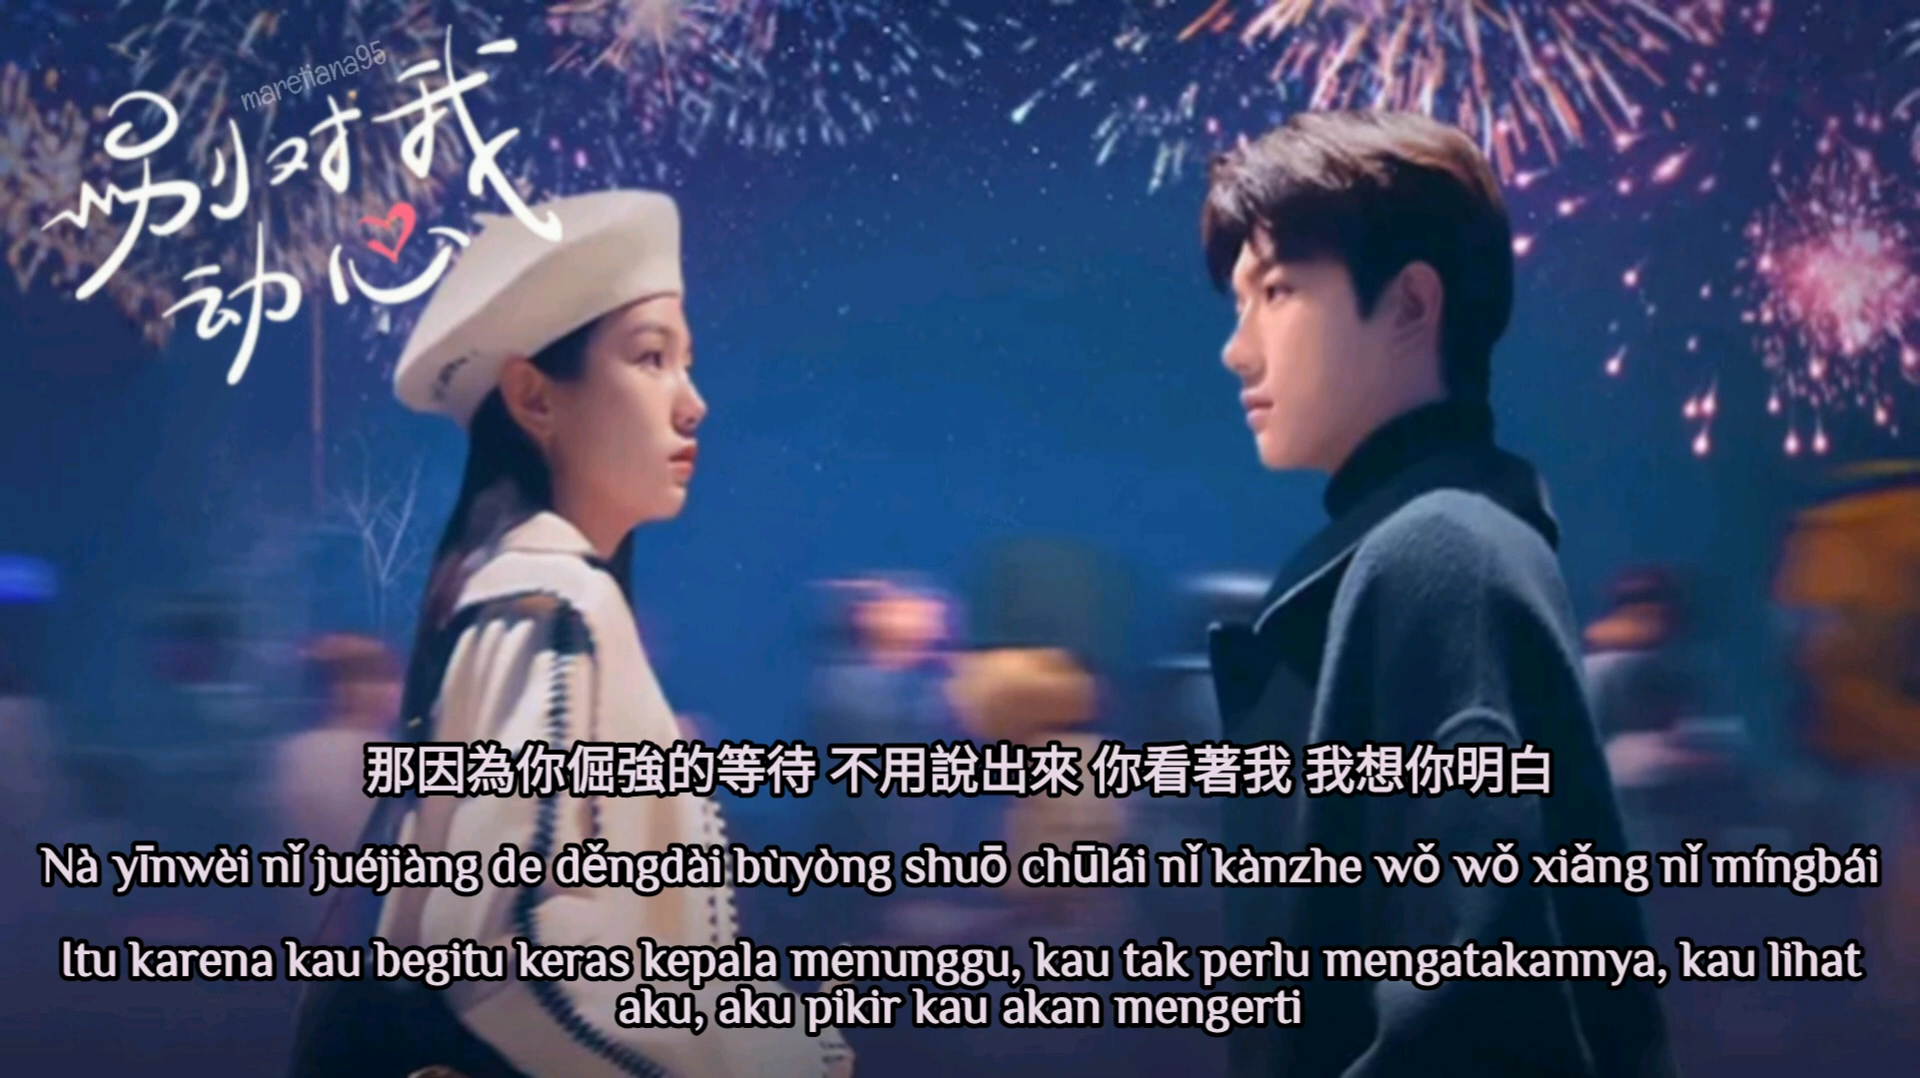 maretiana95
别对我
动心
那因為你倔強的等待 不用說出來 你看著我 我想你明白
Nà yīnwèi nǐ juéjiàng de děngdài bùyòng shuō chūlái nǐ kànzhe wǒ wǒ xiǎng nǐ míngbái
Itu karena kau begitu keras kepala menunggu, kau tak perlu mengatakannya, kau lihat
aku, aku pikir kau akan mengerti